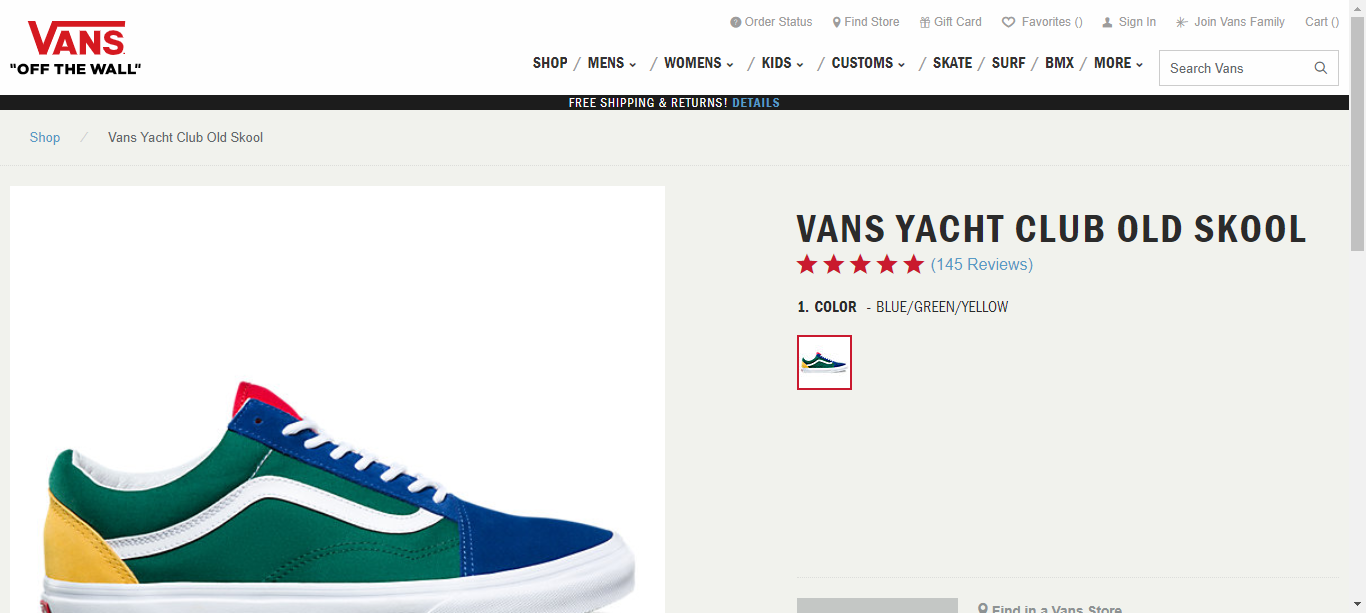 Order Status Find Store Gift Card Favorites () Sign In Join Vans Family Cart ()
VANS
"OFF THE WALL"
SHOP / MENS / WOMENS / KIDS / CUSTOMS / SKATE / SURF / BMX / MORE
Search Vans
FREE SHIPPING & RETURNS! DETAILS
Shop / Vans Yacht Club Old Skool
VANS YACHT CLUB OLD SKOOL
(145 Reviews)
1. COLOR - BLUE/GREEN/YELLOW
Find in a Vans Store